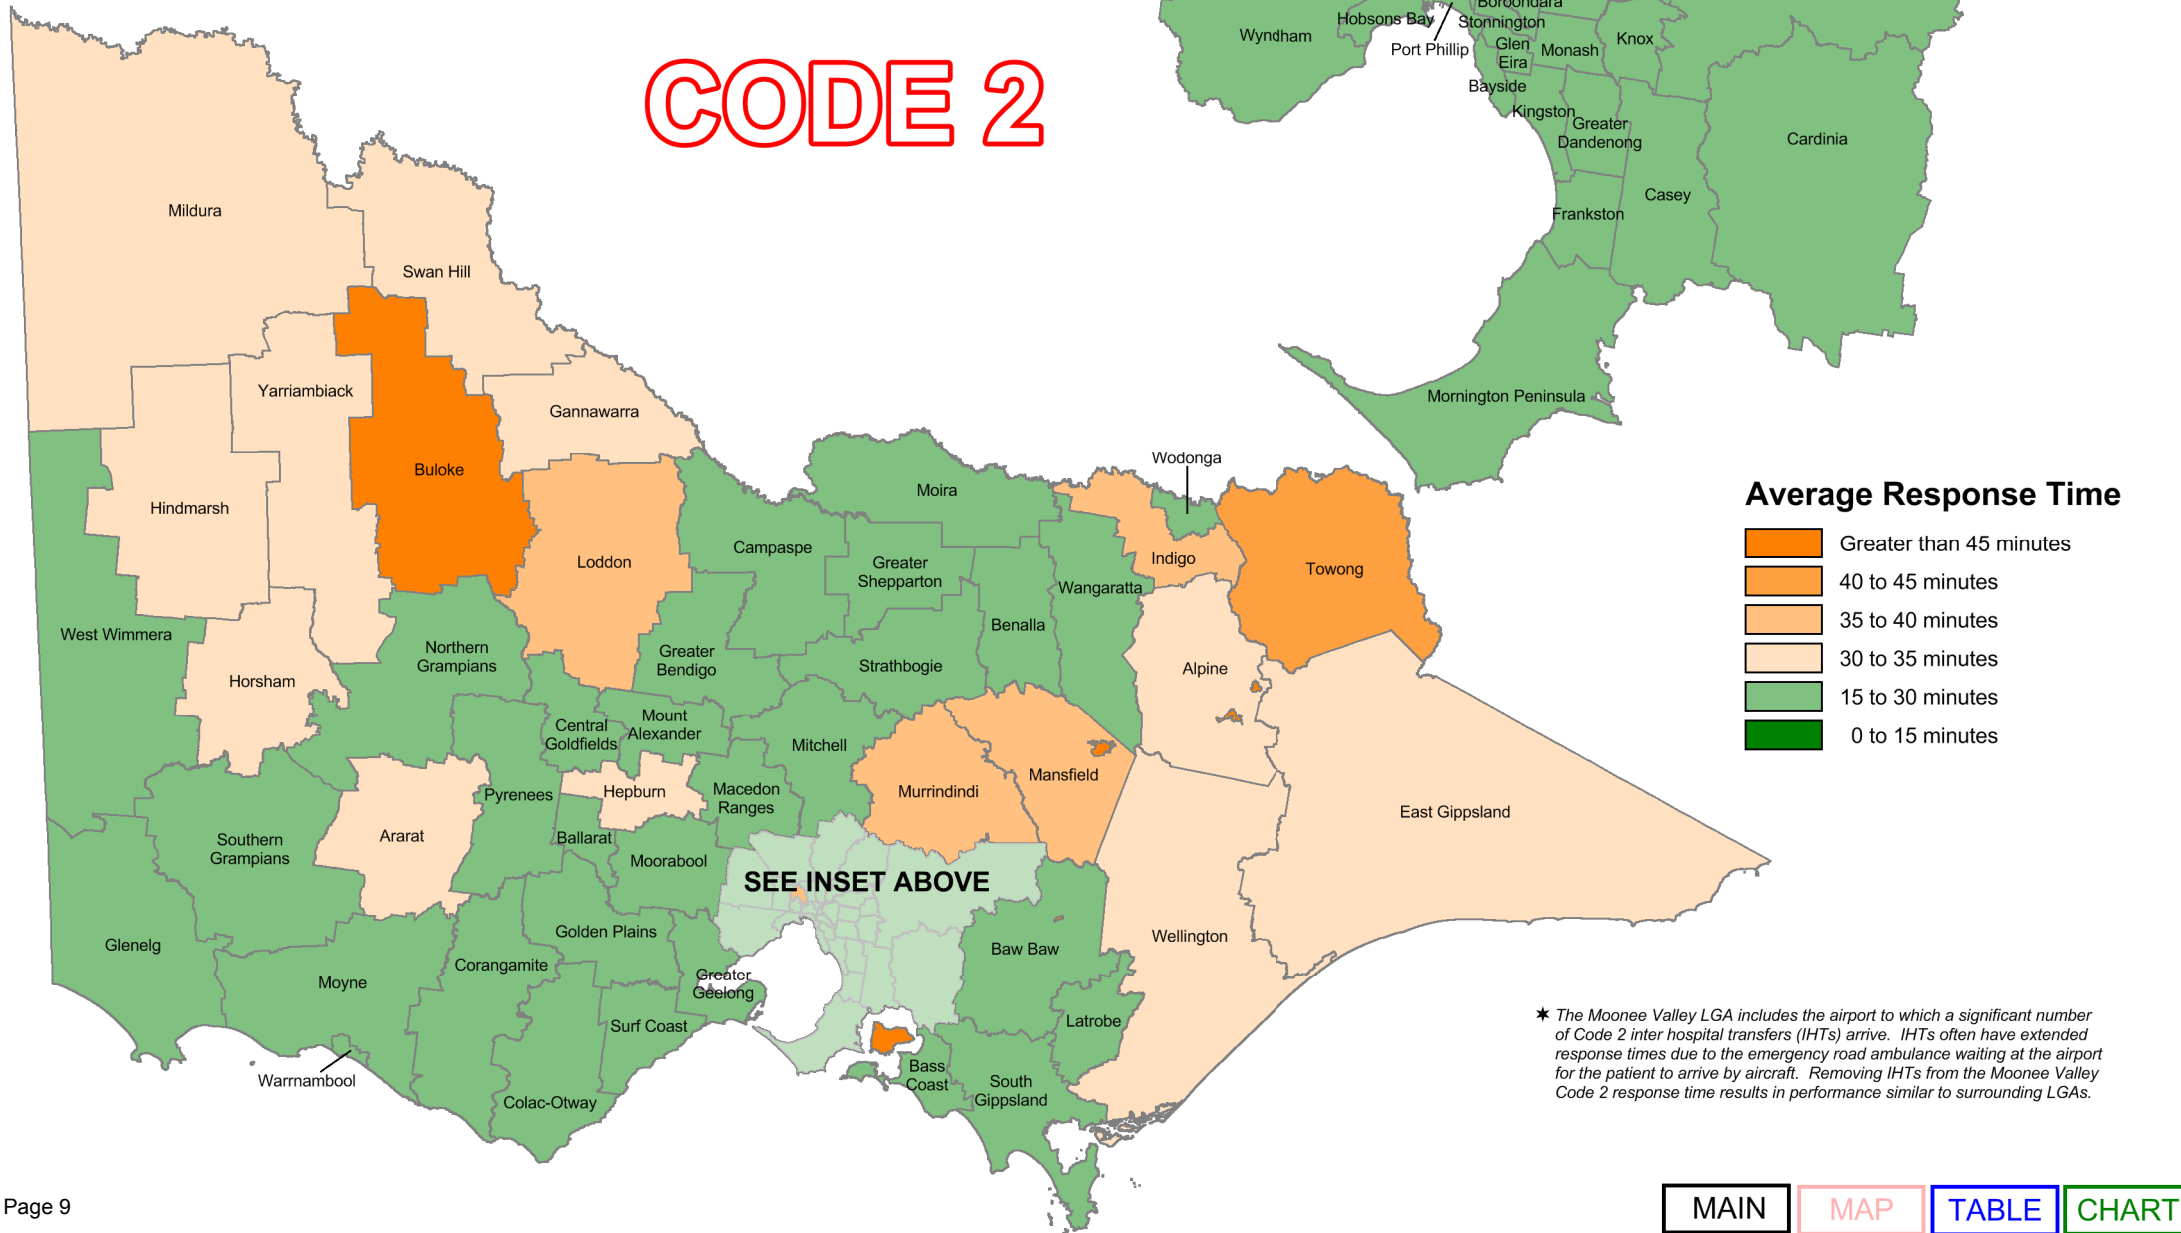 Boroondara
Hobsons Bay
Stonnington
Wyndham
Port Phillip
Glen
Eira
Monash
Knox
Bayside
Kingston
Greater
Dandenong
Cardinia
Casey
Frankston
Mornington Peninsula
CODE 2
Mildura
Swan Hill
Yarriambiack
Gannawarra
Buloke
Hindmarsh
Loddon
Moira
Wodonga
Campaspe
Greater
Shepparton
Indigo
Towong
Wangaratta
Benalla
West Wimmera
Northern
Grampians
Greater
Bendigo
Strathbogie
Alpine
Horsham
Central
Goldfields
Mount
Alexander
Mitchell
Mansfield
Murrindindi
Pyrenees
Hepburn
Macedon
Ranges
East Gippsland
Southern
Grampians
Ararat
Ballarat
Moorabool
SEE INSET ABOVE
Glenelg
Golden Plains
Baw Baw
Wellington
Moyne
Corangamite
Greater
Geelong
Surf Coast
Latrobe
Warrnambool
Colac-Otway
Bass
Coast
South
Gippsland
Average Response Time
Greater than 45 minutes
40 to 45 minutes
35 to 40 minutes
30 to 35 minutes
15 to 30 minutes
0 to 15 minutes
✶ The Moonee Valley LGA includes the airport to which a significant number
of Code 2 inter hospital transfers (IHTs) arrive. IHTs often have extended
response times due to the emergency road ambulance waiting at the airport
for the patient to arrive by aircraft. Removing IHTs from the Moonee Valley
Code 2 response time results in performance similar to surrounding LGAs.
Page 9
MAIN
MAP
TABLE
CHART